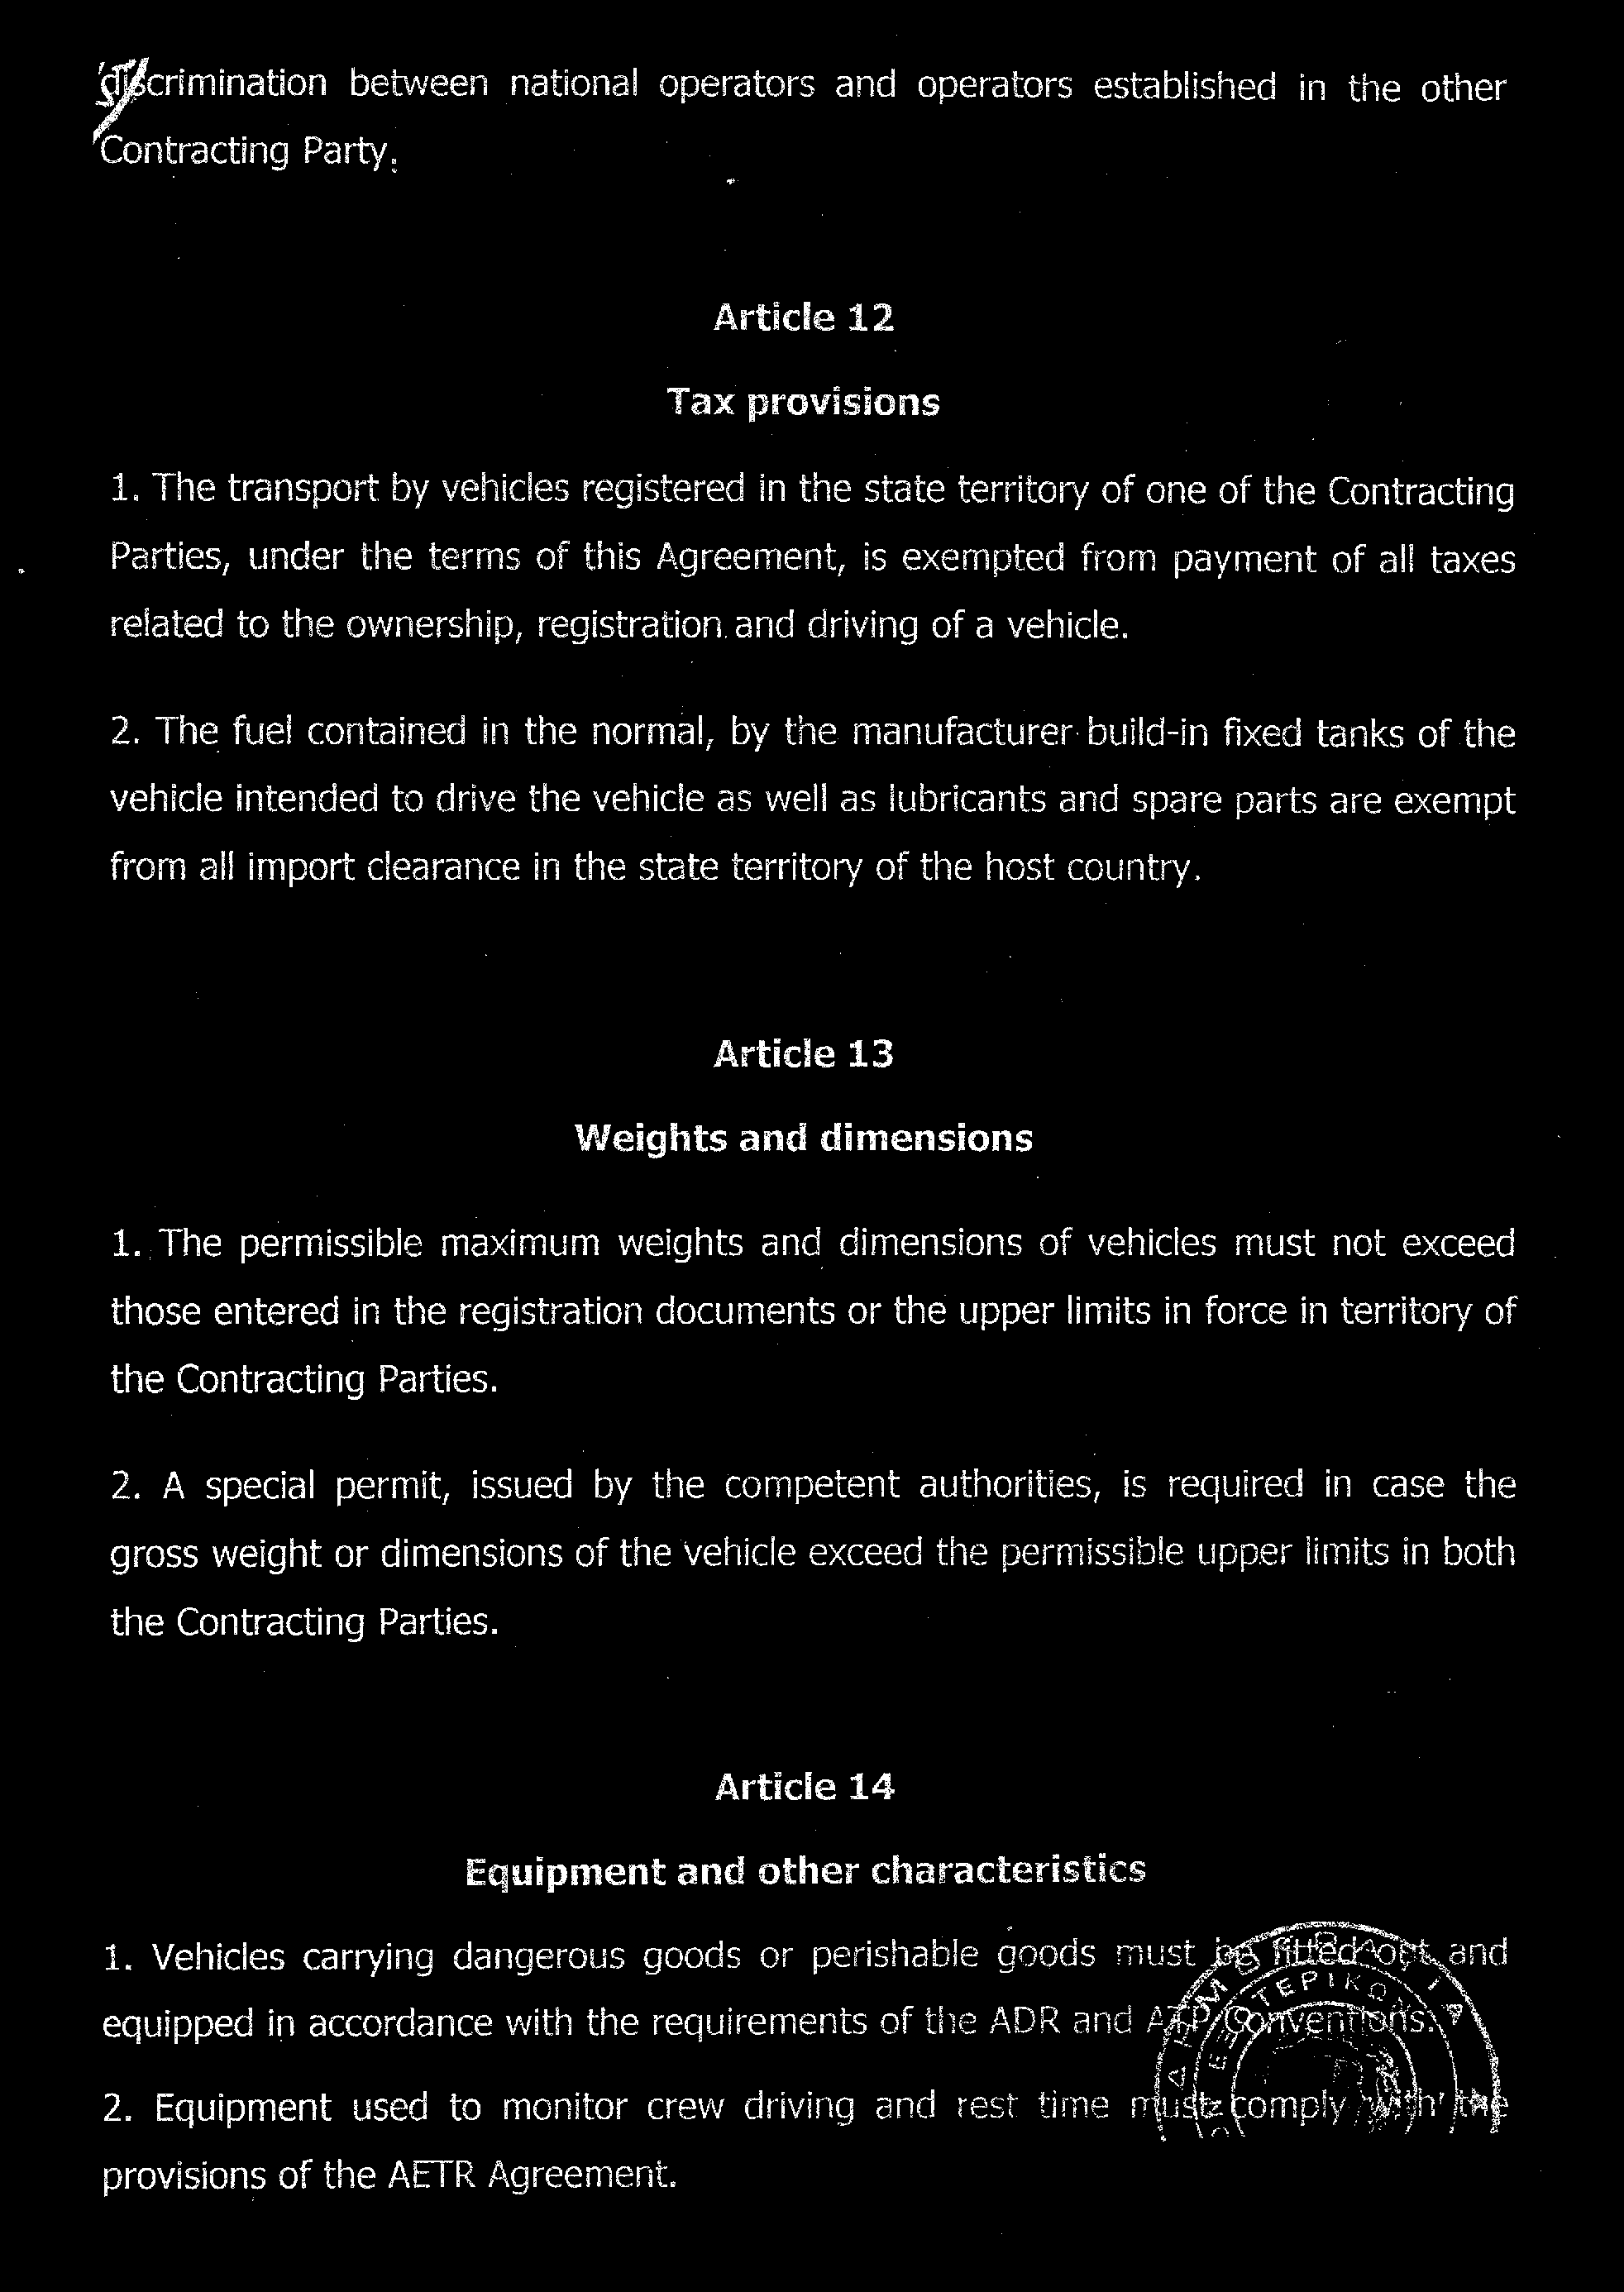 discrimination between national operators and operators established in the other
Contracting Party.
Article 12
Tax provisions
1. The transport by vehicles registered in the state territory of one of the Contracting
Parties, under the terms of this Agreement, is exempted from payment of all taxes
related to the ownership, registration and driving of a vehicle.
2. The fuel contained in the normal, by the manufacturer build-in fixed tanks of the
vehicle intended to drive the vehicle as well as lubricants and spare parts are exempt
from all import clearance in the state territory of the host country.
Article 13
Weights and dimensions
1. The permissible maximum weights and dimensions of vehicles must not exceed
those entered in the registration documents or the upper limits in force in territory of
the Contracting Parties.
2. A special permit, issued by the competent authorities, is required in case the
gross weight or dimensions of the vehicle exceed the permissible upper limits in both
the Contracting Parties.
Article 14
Equipment and other characteristics
1. Vehicles carrying dangerous goods or perishable goods must be fitted out and
equipped in accordance with the requirements of the ADR and ATP Conventions.
2. Equipment used to monitor crew driving and rest time must comply with the
provisions of the AETR Agreement.